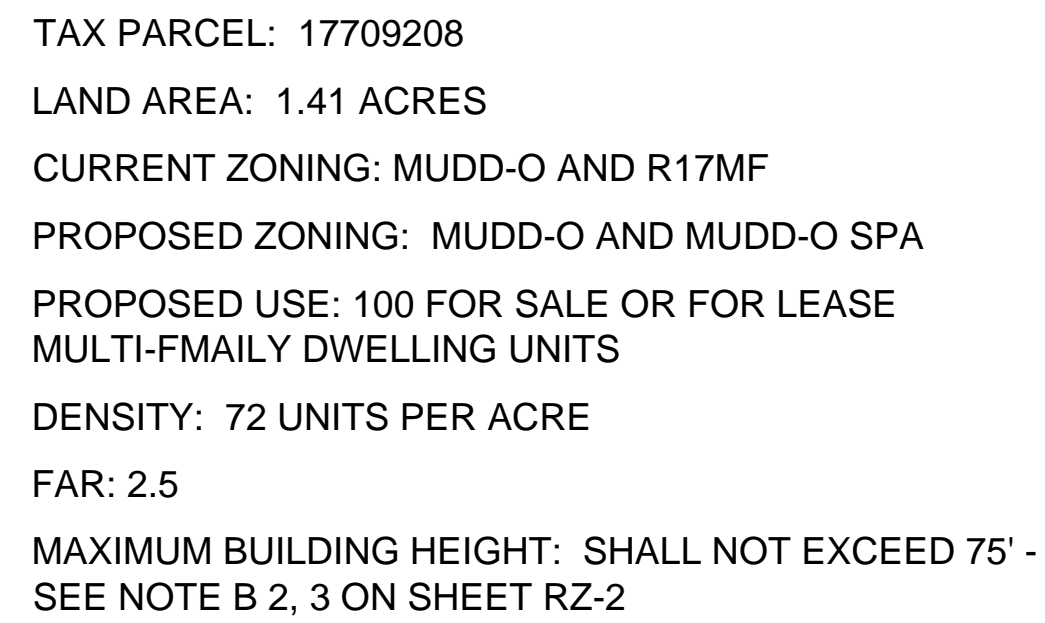 TAX PARCEL: 17709208
LAND AREA: 1.41 ACRES
CURRENT ZONING: MUDD-O AND R17MF
PROPOSED ZONING: MUDD-O AND MUDD-O SPA
PROPOSED USE: 100 FOR SALE OR FOR LEASE
MULTI-FMAILY DWELLING UNITS
DENSITY: 72 UNITS PER ACRE
FAR: 2.5
MAXIMUM BUILDING HEIGHT: SHALL NOT EXCEED 75' -
SEE NOTE B 2, 3 ON SHEET RZ-2